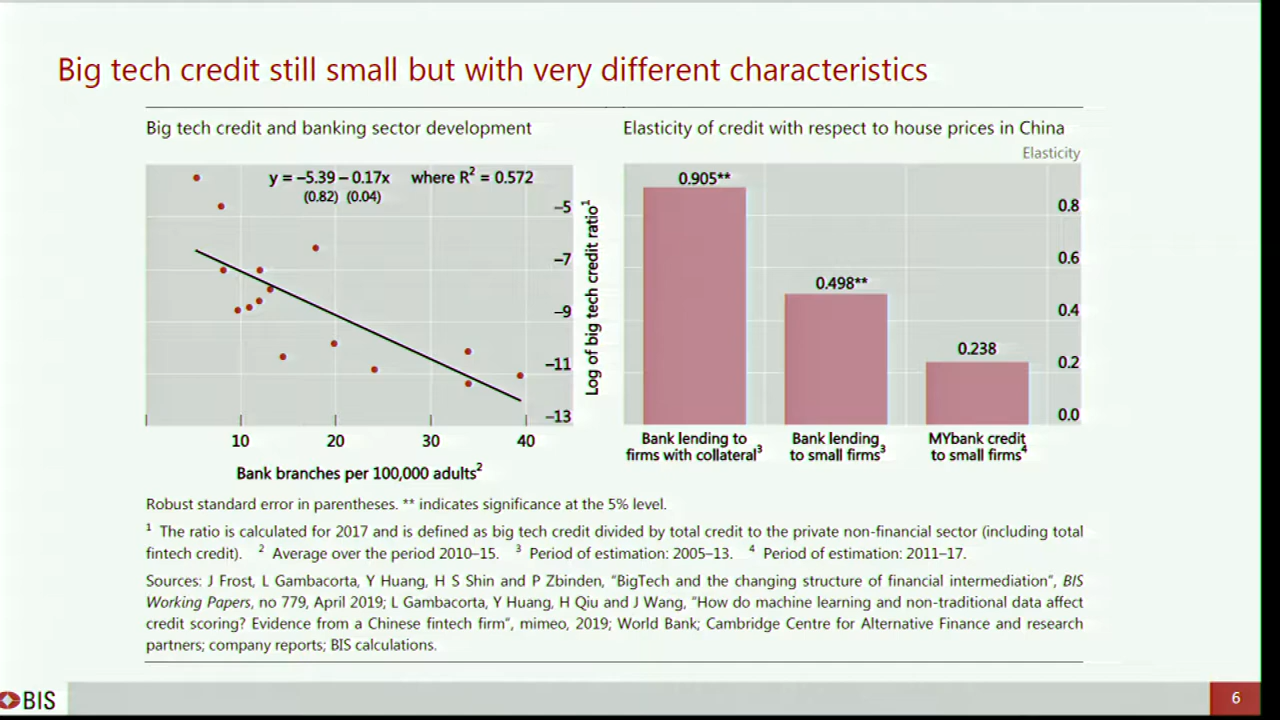 Big tech credit still small but with very different characteristics
Big tech credit and banking sector development
y = –5.39 – 0.17x where R² = 0.572
(0.82) (0.04)
–5
–7
–9
–11
–13
Log of big tech credit ratio¹
10 20 30 40
Bank branches per 100,000 adults²
Elasticity of credit with respect to house prices in China
Elasticity
0.905**
0.498**
0.238
0.8
0.6
0.4
0.2
0.0
Bank lending to
firms with collateral³
Bank lending
to small firms³
MYbank credit
to small firms⁴
Robust standard error in parentheses. ** indicates significance at the 5% level.
¹ The ratio is calculated for 2017 and is defined as big tech credit divided by total credit to the private non-financial sector (including total
fintech credit). ² Average over the period 2010–15. ³ Period of estimation: 2005–13. ⁴ Period of estimation: 2011–17.
Sources: J Frost, L Gambacorta, Y Huang, H S Shin and P Zbinden, “BigTech and the changing structure of financial intermediation”, BIS
Working Papers, no 779, April 2019; L Gambacorta, Y Huang, H Qiu and J Wang, “How do machine learning and non-traditional data affect
credit scoring? Evidence from a Chinese fintech firm”, mimeo, 2019; World Bank; Cambridge Centre for Alternative Finance and research
partners; company reports; BIS calculations.
BIS
6